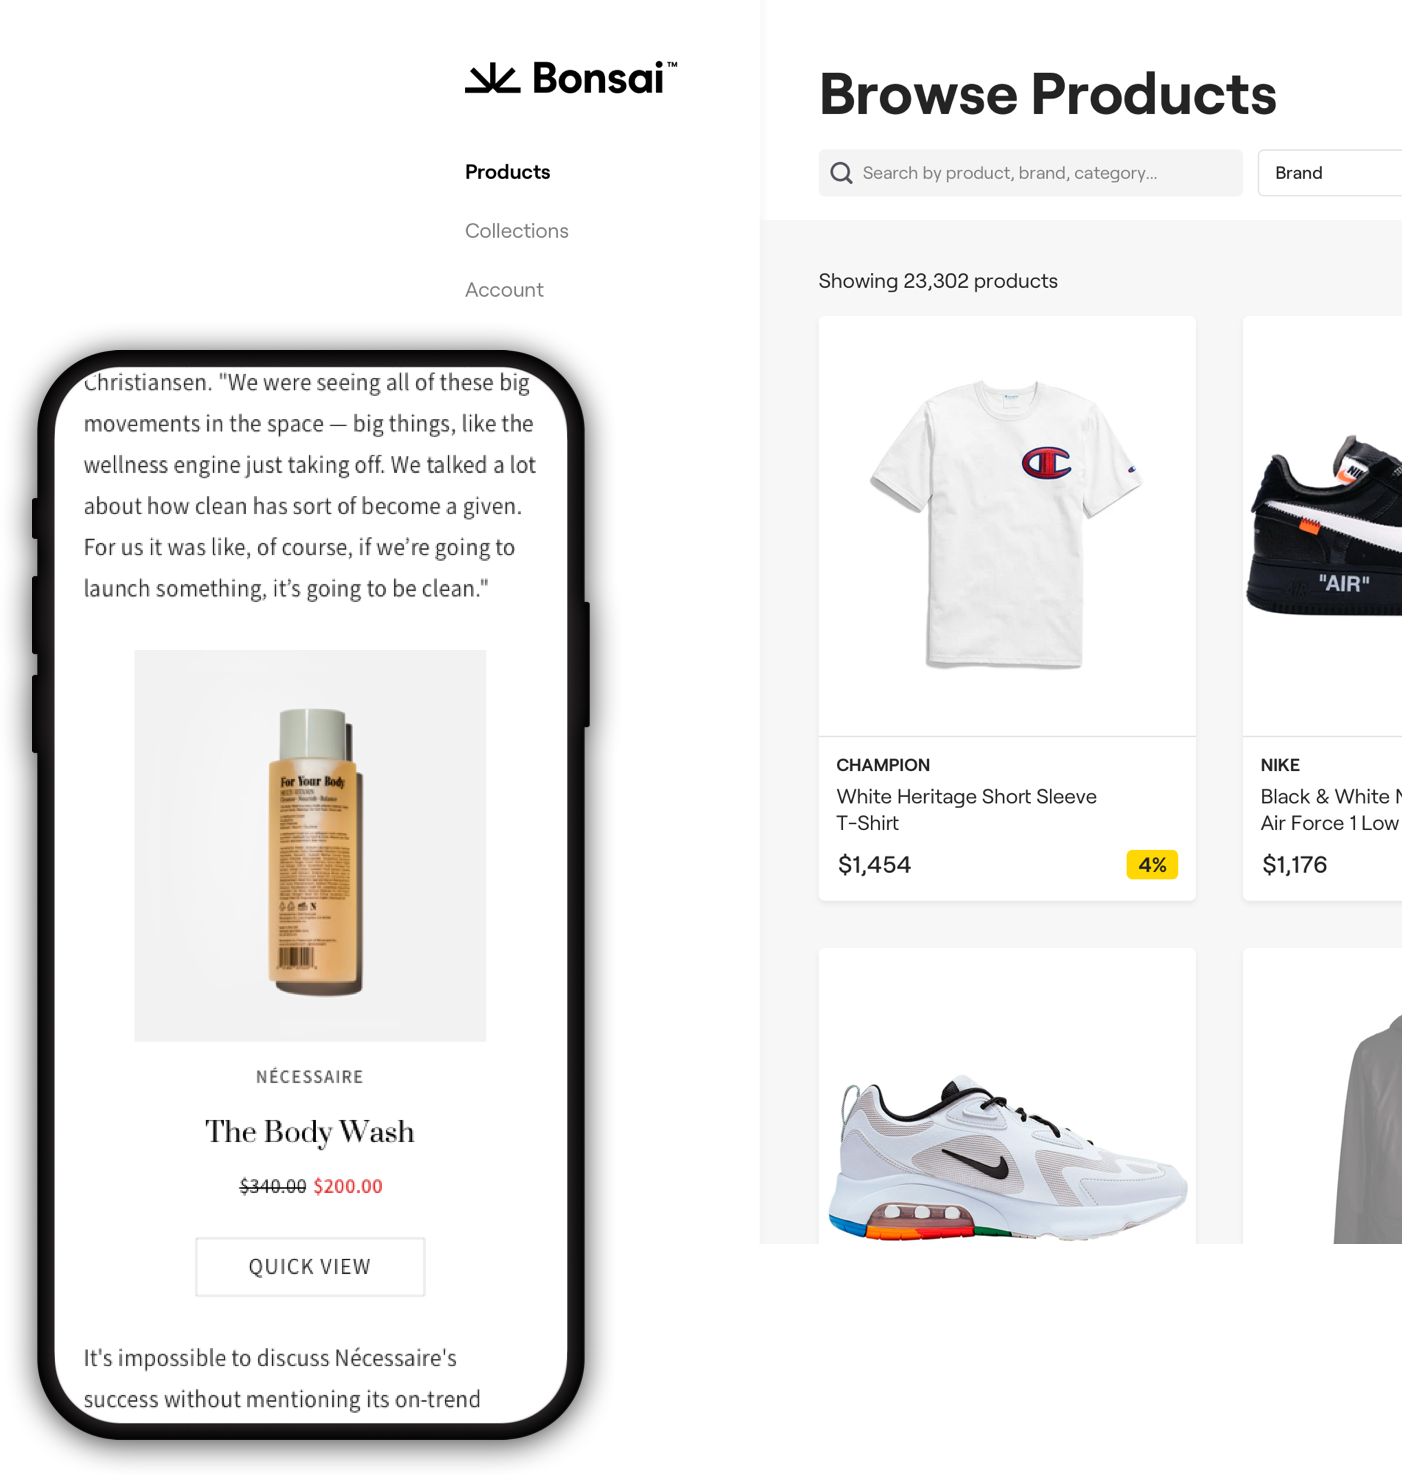 Bonsai™
Products
Collections
Account
Browse Products
Search by product, brand, category...
Brand
Showing 23,302 products
"AIR"
CHAMPION
White Heritage Short Sleeve
T-Shirt
$1,454
4%
NIKE
Black & White
Air Force 1 Low
$1,176
Christiansen. "We were seeing all of these big
movements in the space — big things, like the
wellness engine just taking off. We talked a lot
about how clean has sort of become a given.
For us it was like, of course, if we’re going to
launch something, it’s going to be clean."
For Your Body
Cleanse · Nourish · Balance
NÉCESSAIRE
The Body Wash
$340.00 $200.00
QUICK VIEW
It's impossible to discuss Nécessaire's
success without mentioning its on-trend